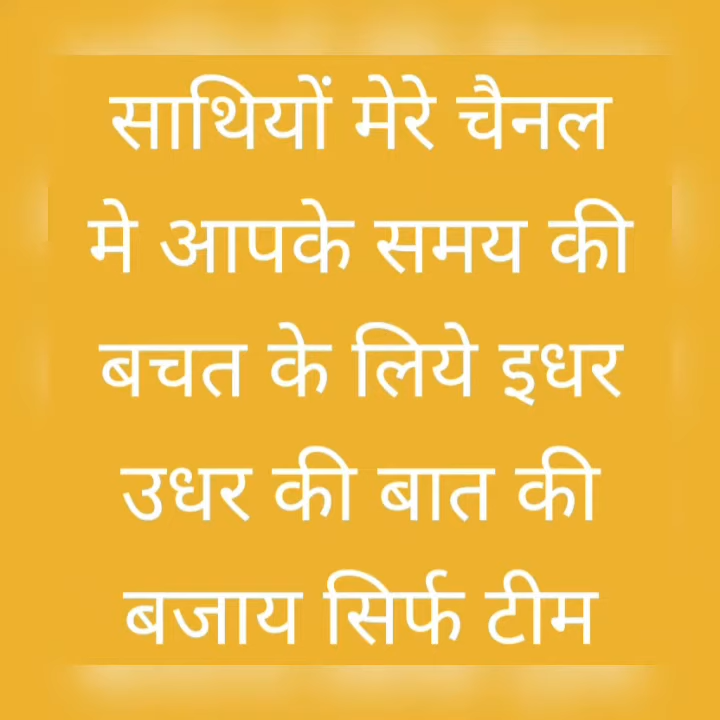 साथियों मेरे चैनल
मे आपके समय की
बचत के लिये इधर
उधर की बात की
बजाय सिर्फ टीम